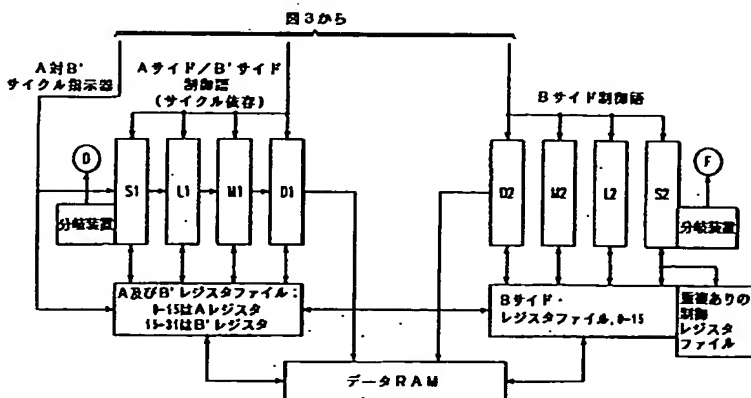 図3から
A対B'
サイクル指示器
Aサイド/B'サイド
制御語
(サイクル依存)
Bサイド制御語
D
S1
L1
M1
D1
D2
M2
L2
S2
F
分岐装置
分岐装置
A及びB'レジスタファイル:
0-15はAレジスタ
15-31はB'レジスタ
Bサイド・
レジスタファイル,0-15
重複ありの
制御
レジスタ
ファイル
データRAM